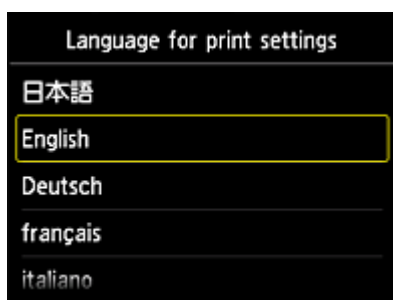 Language for print settings
日本語
English
Deutsch
français
italiano